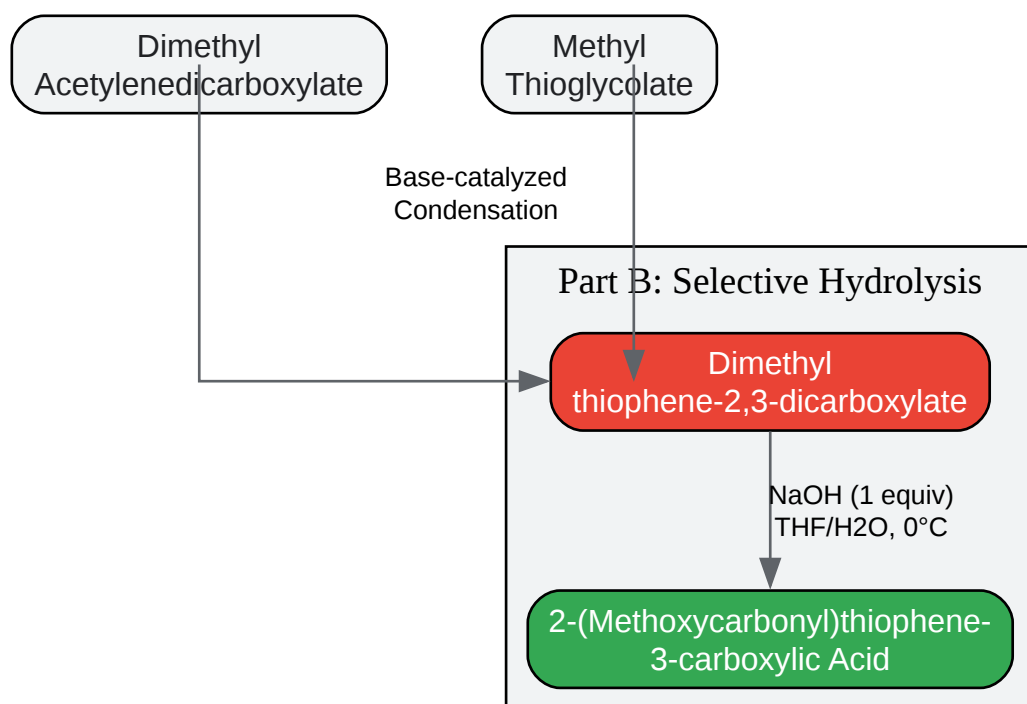 Dimethyl
Acetylenedicarboxylate
Methyl
Thioglycolate
Base-catalyzed
Condensation
Part B: Selective Hydrolysis
Dimethyl
thiophene-2,3-dicarboxylate
NaOH (1 equiv)
THF/H2O, 0°C
2-(Methoxycarbonyl)thiophene-
3-carboxylic Acid